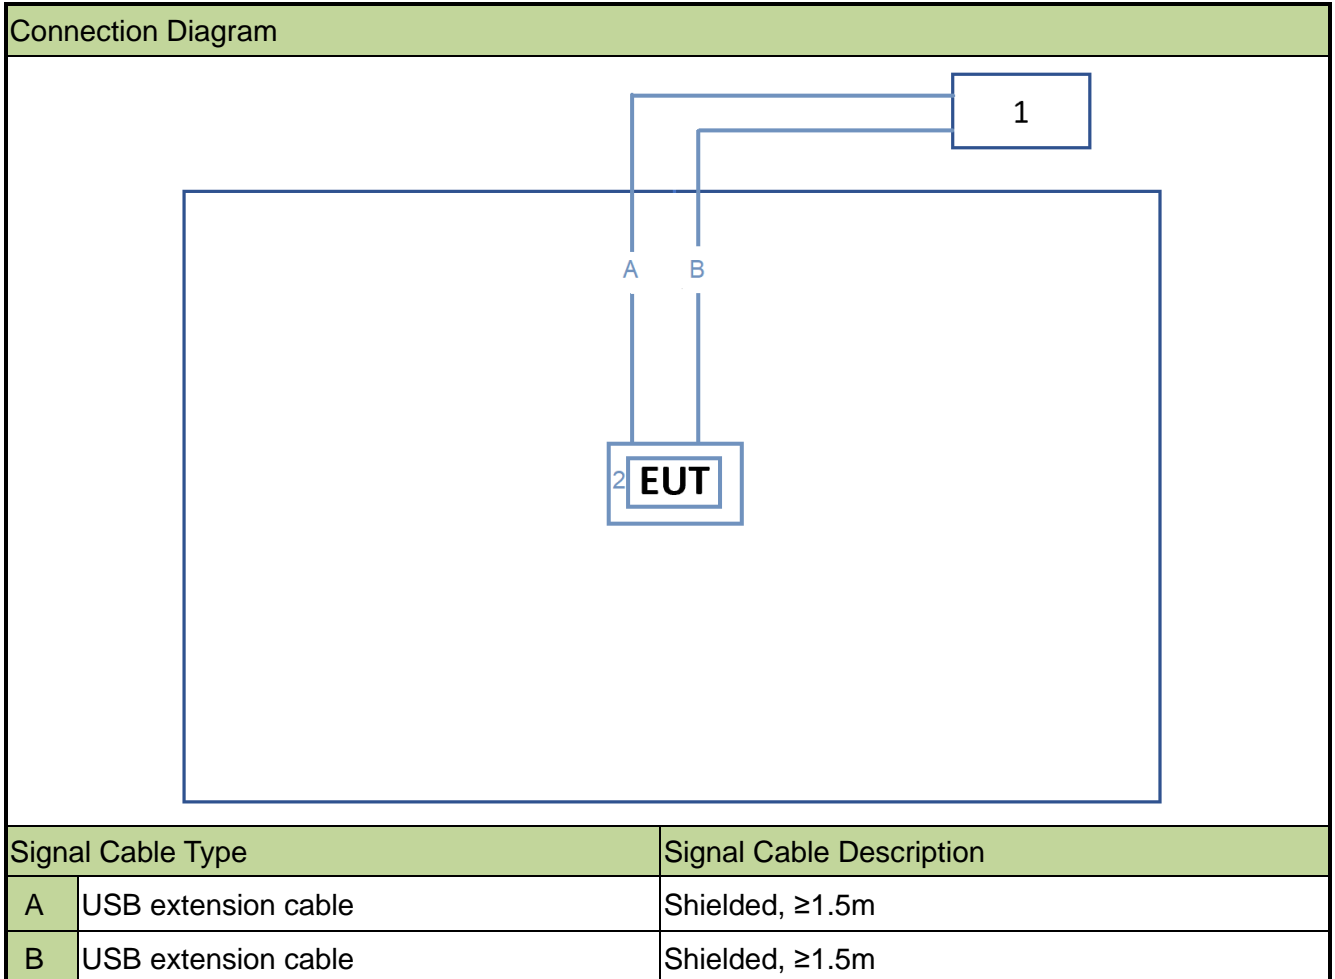 Connection Diagram
1
A B
2 EUT
Signal Cable Type Signal Cable Description
A USB extension cable Shielded, ≥1.5m
B USB extension cable Shielded, ≥1.5m